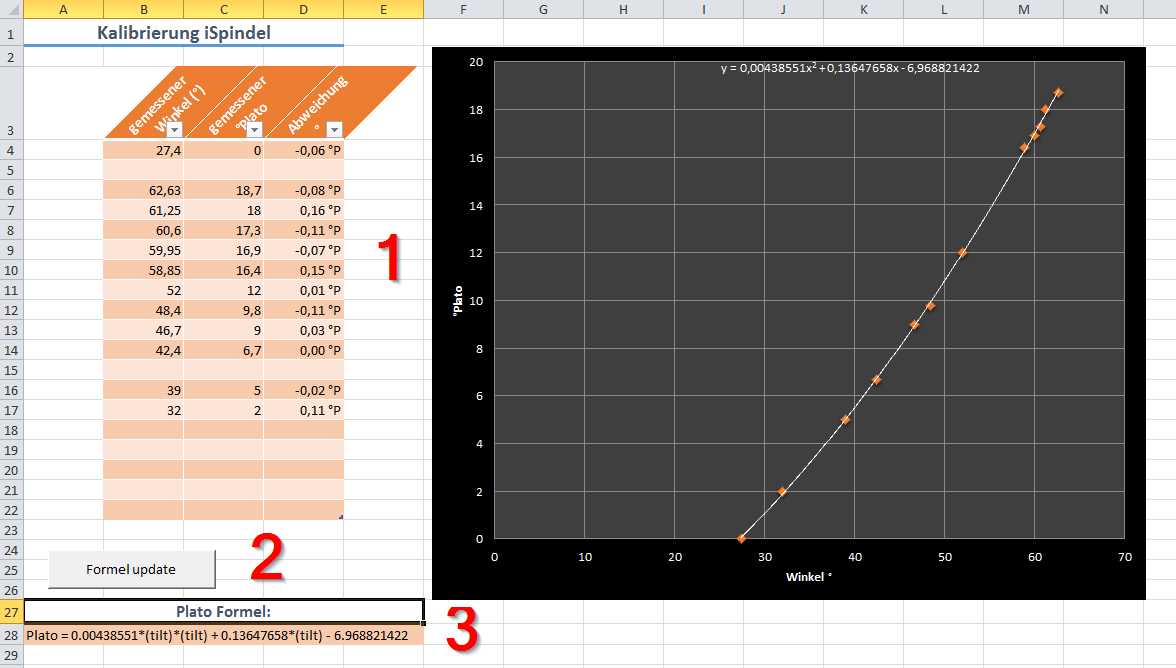 A B C D E F G H I J K L M N
1 Kalibrierung iSpindel
2
3 gemessener Winkel (°) gemessener °Plato Abweichung °
4 27,4 0 -0,06 °P
5
6 62,63 18,7 -0,08 °P
7 61,25 18 0,16 °P
8 60,6 17,3 -0,11 °P
9 59,95 16,9 -0,07 °P
10 58,85 16,4 0,15 °P
11 52 12 0,01 °P
12 48,4 9,8 -0,11 °P
13 46,7 9 0,03 °P
14 42,4 6,7 0,00 °P
15
16 39 5 -0,02 °P
17 32 2 0,11 °P
18
19
20
21
22
23
24
25 Formel update
26
27 Plato Formel:
28 Plato = 0.00438551*(tilt)*(tilt) + 0.13647658*(tilt) - 6.968821422
29
1
2
3
y = 0,00438551x² + 0,13647658x - 6,968821422
20
18
16
14
12
10
8
6
4
2
0
°Plato
0 10 20 30 40 50 60 70
Winkel °